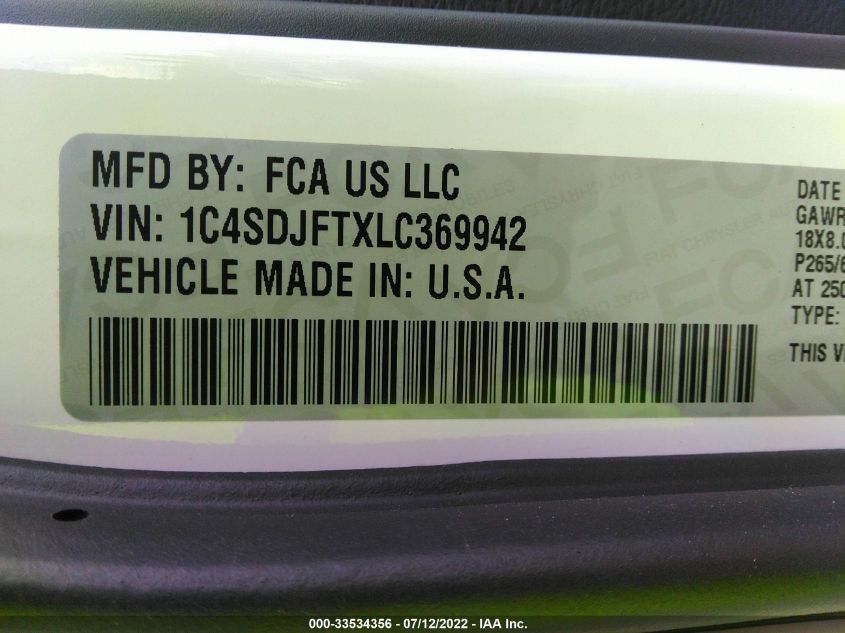 MFD BY: FCA US LLC
VIN: 1C4SDJFTXLC369942
VEHICLE MADE IN: U.S.A.
DATE
GAWR
18X8.0
P265/6
AT 250
TYPE:
THIS V
000-33534356 - 07/12/2022 - IAA Inc.